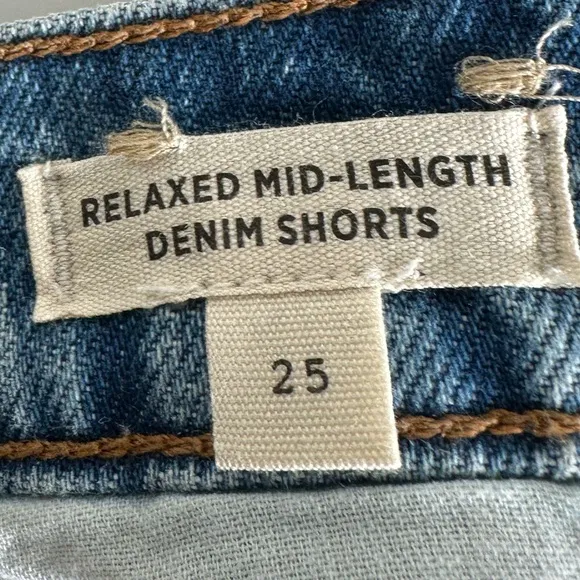 RELAXED MID-LENGTH
DENIM SHORTS
25